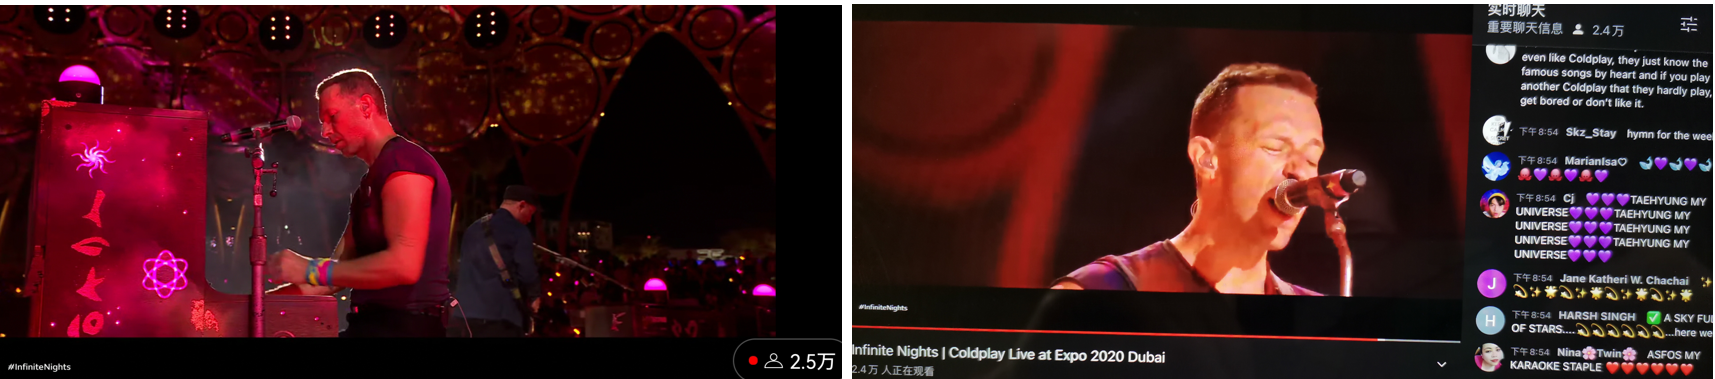 #InfiniteNights
2.5万
#InfiniteNights
Infinite Nights | Coldplay Live at Expo 2020 Dubai
2.4万 人正在观看
实时聊天
重要聊天信息 2.4万
even like Coldplay, they just know the
famous songs by heart and if you play
another Coldplay that they hardly play,
get bored or don't like it.
下午8:54 Skz_Stay hymn for the wee
下午8:54 MarianIsa♡ 💜 💜
💜 💜 💜
下午8:54 Cj 💜💜💜TAEHYUNG MY
UNIVERSE💜💜💜TAEHYUNG MY
UNIVERSE💜💜💜TAEHYUNG MY
UNIVERSE💜💜💜TAEHYUNG MY
UNIVERSE💜💜💜
J 下午8:54 Jane Katheri W. Chachai ✨
💫✨🌟💫✨🌟💫✨🌟
H 下午8:54 HARSH SINGH ✅ A SKY FUL
OF STARS....💫💫💫💫💫💫...here we
下午8:54 Nina🌸Twin🌸 ASFOS MY
KARAOKE STAPLE ❤️❤️❤️❤️❤️❤️